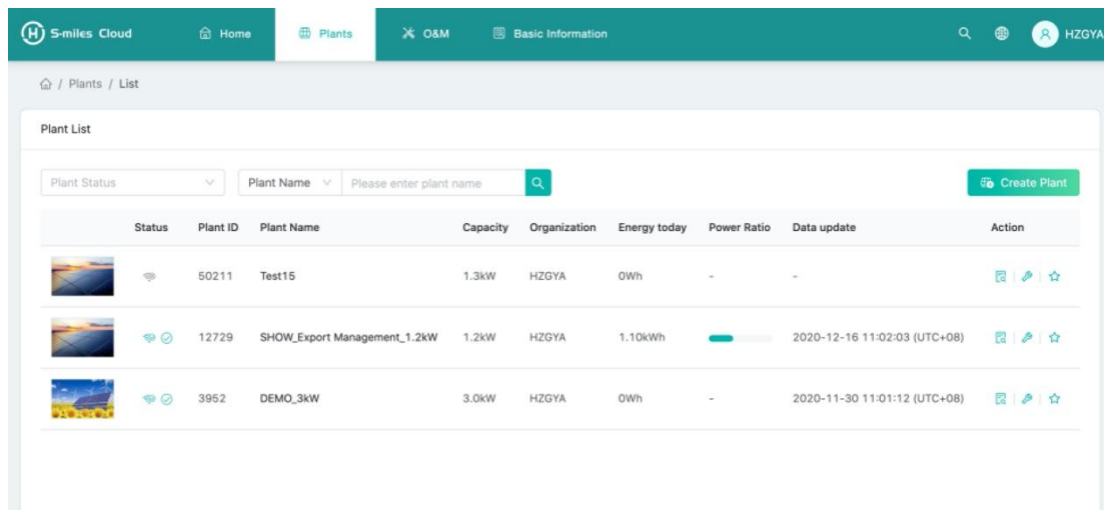 S-miles Cloud Home Plants O&M Basic Information HZGYA
/ Plants / List
Plant List
Plant Status Plant Name Please enter plant name Create Plant
Status Plant ID Plant Name Capacity Organization Energy today Power Ratio Data update Action
50211 Test15 1.3kW HZGYA 0Wh - -
12729 SHOW_Export Management_1.2kW 1.2kW HZGYA 1.10kWh 2020-12-16 11:02:03 (UTC+08)
3952 DEMO_3kW 3.0kW HZGYA 0Wh - 2020-11-30 11:01:12 (UTC+08)